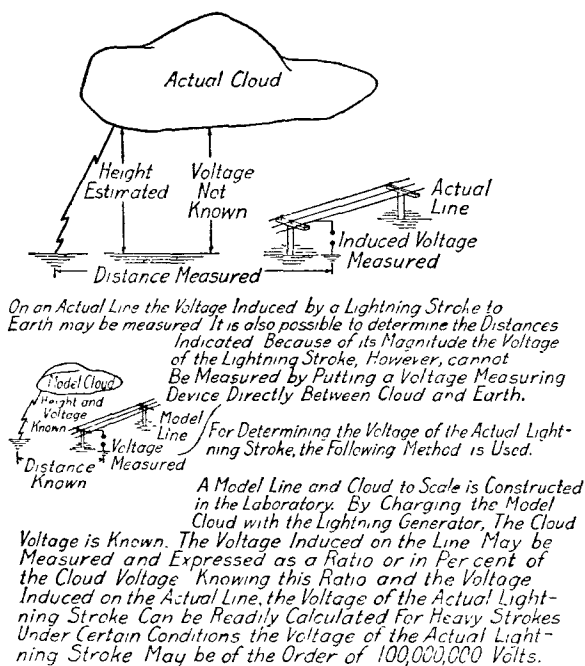 Actual Cloud
Height
Estimated
Voltage
Not
Known
Actual
Line
Induced Voltage
Measured
Distance Measured
On an Actual Line the Voltage Induced by a Lightning Stroke to
Earth may be measured It is also possible to determine the Distances
Indicated Because of its Magnitude the Voltage
of the Lightning Stroke, However, cannot
Be Measured by Putting a Voltage Measuring
Device Directly Between Cloud and Earth.
Model Cloud
Height and
Voltage
Known
Model
Line
Voltage
Measured
Distance
Known
For Determining the Voltage of the Actual Light-
ning Stroke, the Following Method is Used.
A Model Line and Cloud to Scale is Constructed
in the Laboratory. By Charging the Model
Cloud with the Lightning Generator, The Cloud
Voltage is Known. The Voltage Induced on the Line May be
Measured and Expressed as a Ratio or in Per cent of
the Cloud Voltage Knowing this Ratio and the Voltage
Induced on the Actual Line, the Voltage of the Actual Light-
ning Stroke Can be Readily Calculated For Heavy Strokes
Under Certain Conditions the Voltage of the Actual Light-
ning Stroke May be of the Order of 100,000,000 Volts.